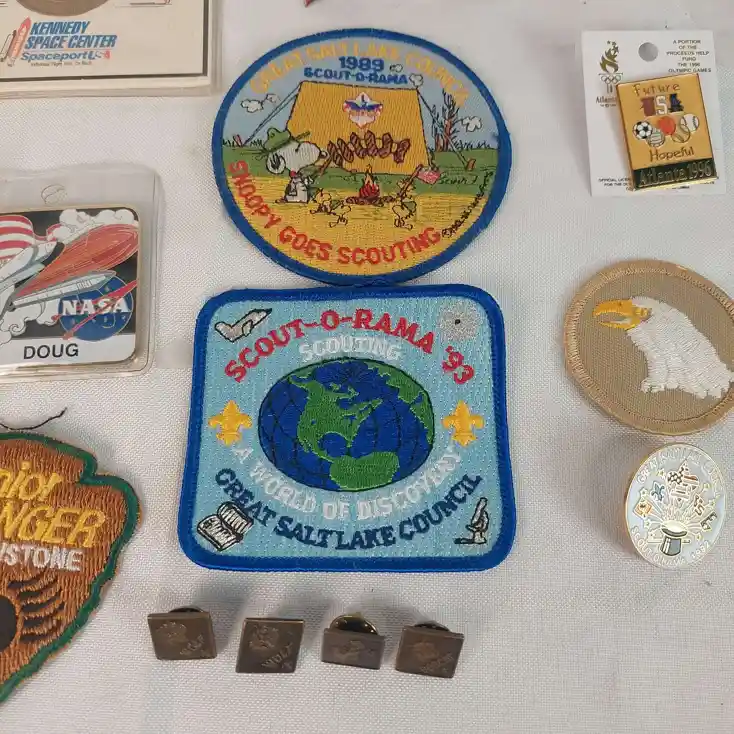 KENNEDY
SPACE CENTER
Spaceport USA
GREAT SALT LAKE COUNCIL
1989
SCOUT-O-RAMA
SNOOPY GOES SCOUTING
A PORTION
OF THE
PROCEEDS HELP
FUND
THE 1996
OLYMPIC GAMES
Future
USA
Hopeful
Atlanta 1996
NASA
DOUG
SCOUT-O-RAMA '93
SCOUTING
A WORLD OF DISCOVERY
GREAT SALT LAKE COUNCIL
nior
NGER
WSTONE
WOLF